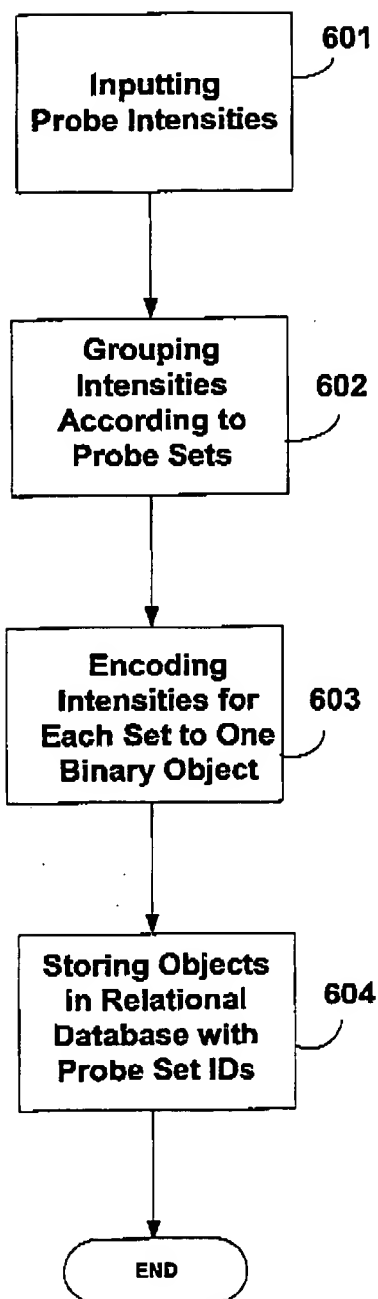 601
Inputting
Probe Intensities
Grouping
Intensities
According to
Probe Sets
602
Encoding
Intensities for
Each Set to One
Binary Object
603
Storing Objects
in Relational
Database with
Probe Set IDs
604
END